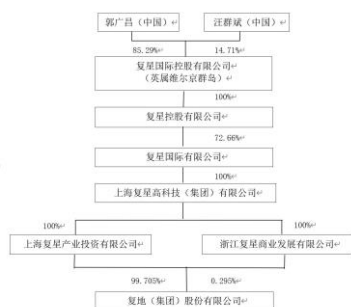 郭广昌（中国）
汪群斌（中国）
85.29%
14.71%
复星国际控股有限公司
（英属维尔京群岛）
100%
复星控股有限公司
72.66%
复星国际有限公司
100%
上海复星高科技（集团）有限公司
100%
100%
上海复星产业投资有限公司
浙江复星商业发展有限公司
99.705%
0.295%
复地（集团）股份有限公司